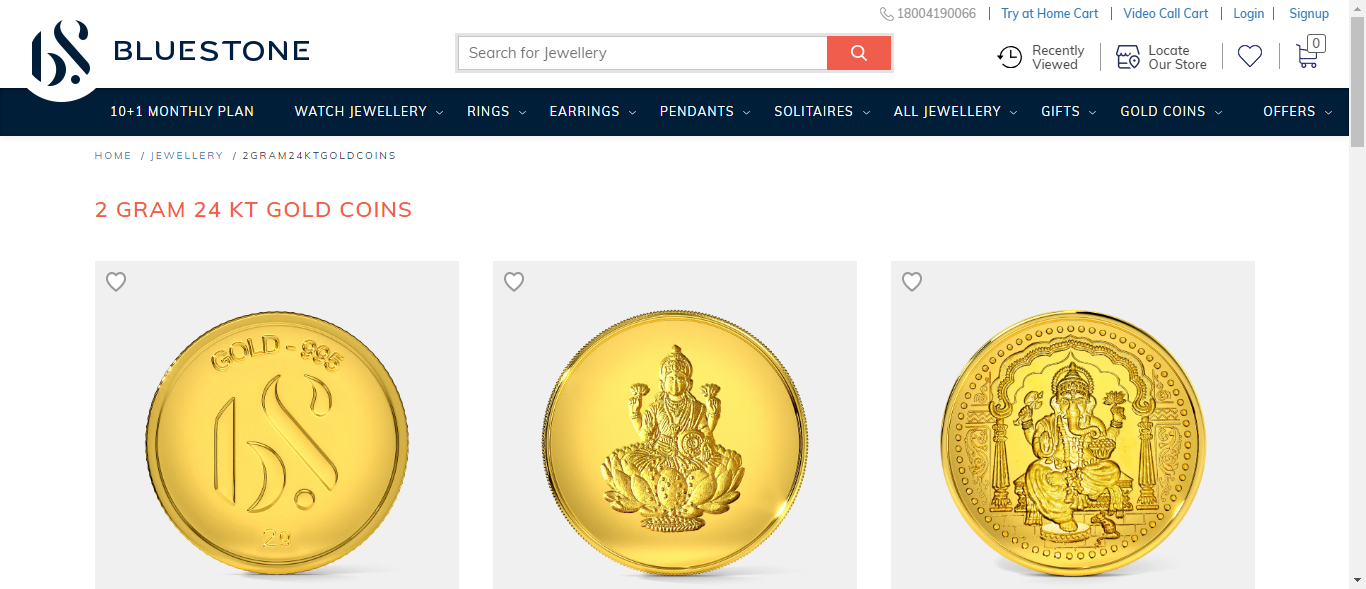 18004190066 | Try at Home Cart | Video Call Cart | Login | Signup
BLUESTONE
Search for Jewellery
Recently
Viewed
Locate
Our Store
0
10+1 MONTHLY PLAN WATCH JEWELLERY RINGS EARRINGS PENDANTS SOLITAIRES ALL JEWELLERY GIFTS GOLD COINS OFFERS
HOME / JEWELLERY / 2GRAM24KTGOLDCOINS
2 GRAM 24 KT GOLD COINS
GOLD - 995
2g